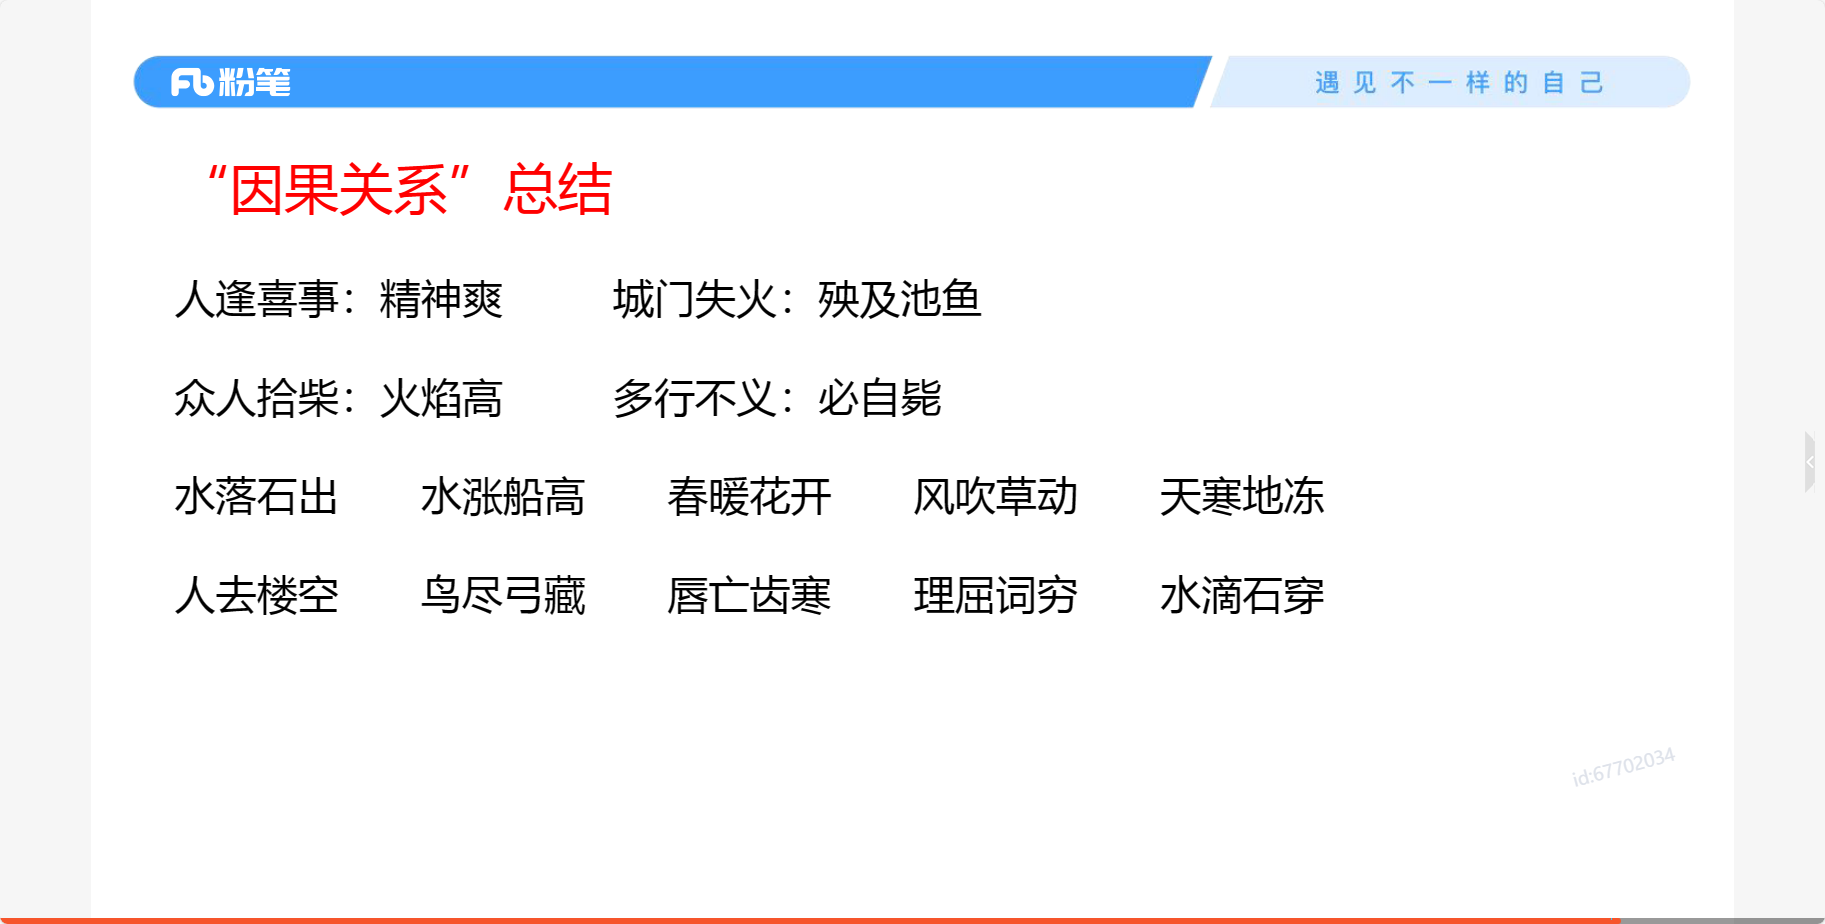 粉笔
遇见不一样的自己
“因果关系”总结
人逢喜事：精神爽 城门失火：殃及池鱼
众人拾柴：火焰高 多行不义：必自毙
水落石出 水涨船高 春暖花开 风吹草动 天寒地冻
人去楼空 鸟尽弓藏 唇亡齿寒 理屈词穷 水滴石穿
id:67702034